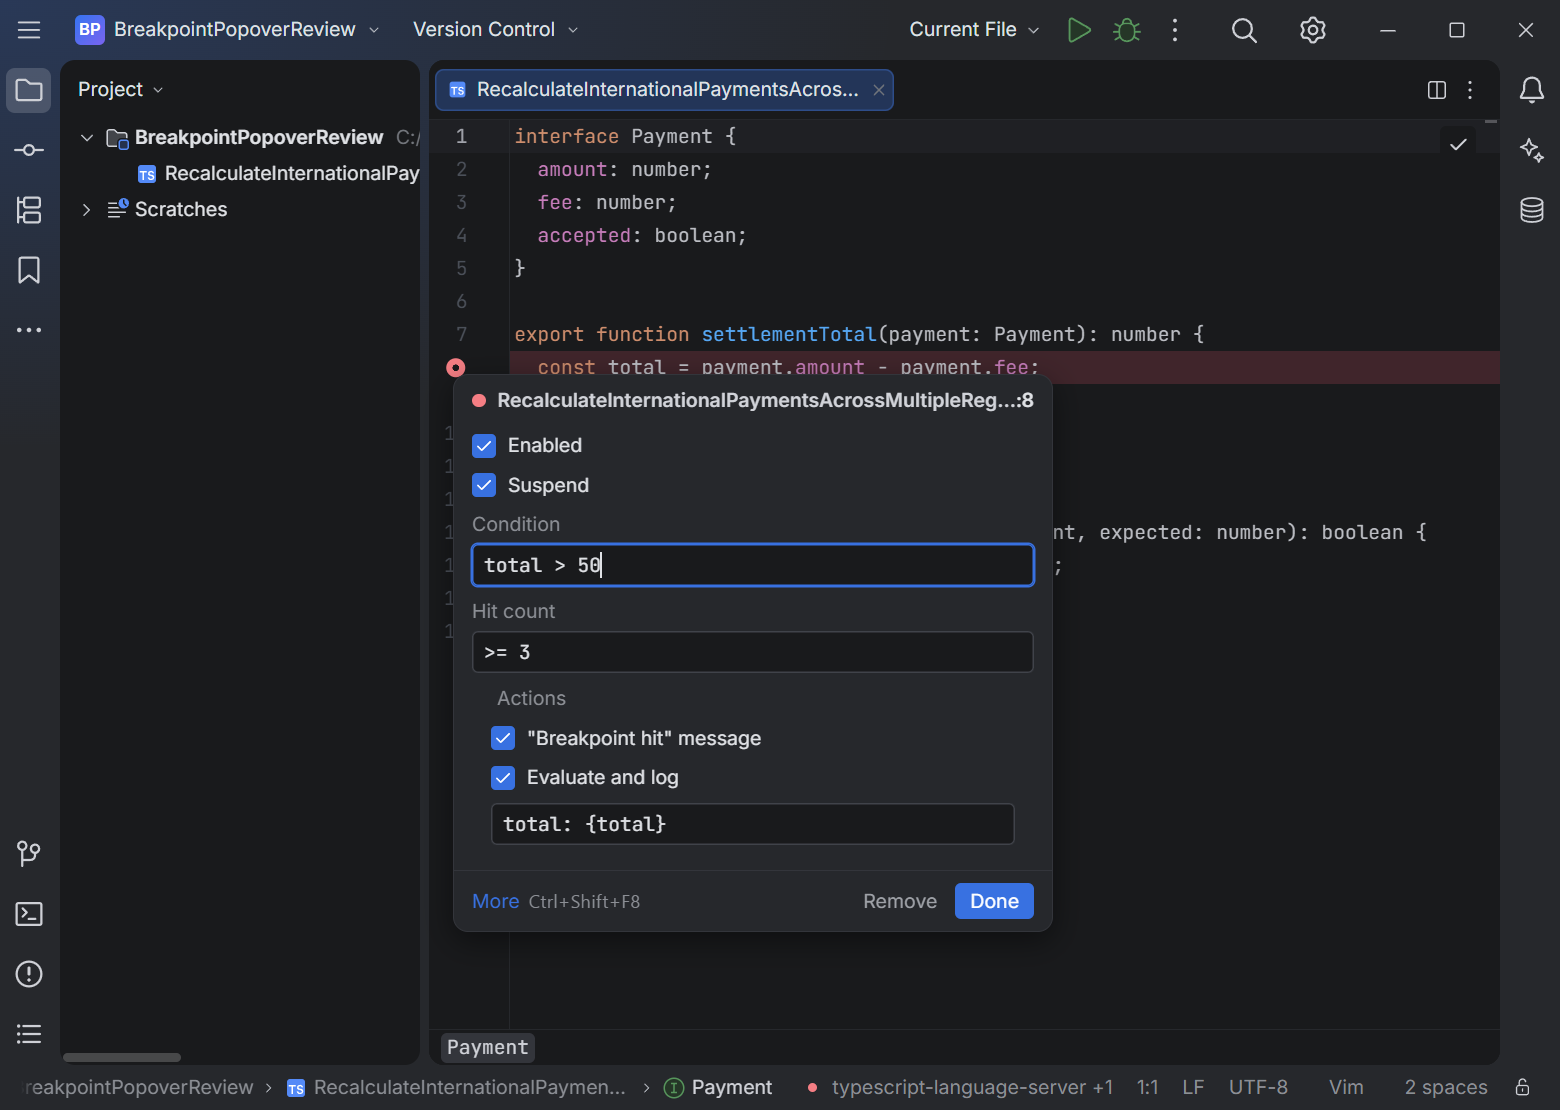 BP BreakpointPopoverReview Version Control Current File
Project
BreakpointPopoverReview C:/
TS RecalculateInternationalPay
Scratches
TS RecalculateInternationalPaymentsAcros...
1 interface Payment {
2 amount: number;
3 fee: number;
4 accepted: boolean;
5 }
6
7 export function settlementTotal(payment: Payment): number {
const total = payment.amount - payment.fee;
RecalculateInternationalPaymentsAcrossMultipleReg...:8
Enabled
Suspend
Condition
nt, expected: number): boolean {
total > 50
;
Hit count
>= 3
Actions
"Breakpoint hit" message
Evaluate and log
total: {total}
More Ctrl+Shift+F8 Remove Done
Payment
reakpointPopoverReview › TS RecalculateInternationalPaymen... › I Payment typescript-language-server +1 1:1 LF UTF-8 Vim 2 spaces